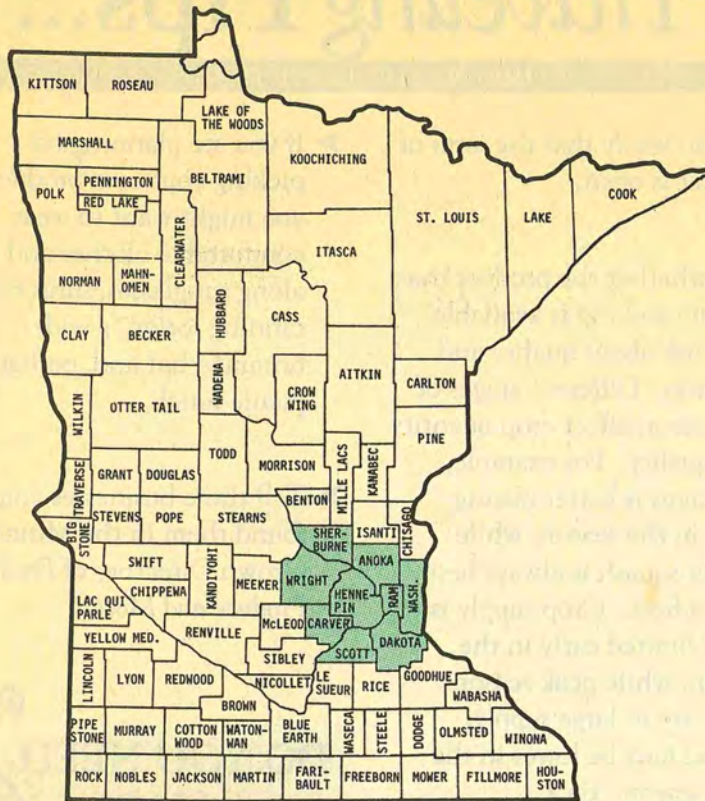 KITTSON
ROSEAU
LAKE OF
THE WOODS
MARSHALL
KOOCHICHING
BELTRAMI
POLK
PENNINGTON
RED LAKE
CLEARWATER
ST. LOUIS
LAKE
COOK
ITASCA
NORMAN
MAHN-
OMEN
HUBBARD
CASS
CLAY
BECKER
WADENA
AITKIN
CARLTON
CROW
WING
WILKIN
OTTER TAIL
PINE
TODD
MORRISON
MILLE LACS
KANABEC
GRANT
DOUGLAS
TRAVERSE
BENTON
STEVENS
POPE
STEARNS
BIG
STONE
SHER-
BURNE
ISANTI
CHISAGO
ANOKA
SWIFT
KANDIYOHI
WRIGHT
MEEKER
HENNE
PIN
RAM
WASH.
CHIPPEWA
LAC QUI
PARLE
McLEOD
CARVER
RENVILLE
DAKOTA
YELLOW MED.
SCOTT
SIBLEY
LINCOLN
LYON
REDWOOD
NICOLLET
LE
SUEUR
RICE
GOODHUE
WABASHA
BROWN
PIPE
STONE
MURRAY
COTTON
WOOD
WATON-
WAN
BLUE
EARTH
WASECA
STEELE
DODGE
OLMSTED
WINONA
ROCK
NOBLES
JACKSON
MARTIN
FARI-
BAULT
FREEBORN
MOWER
FILLMORE
HOU-
STON